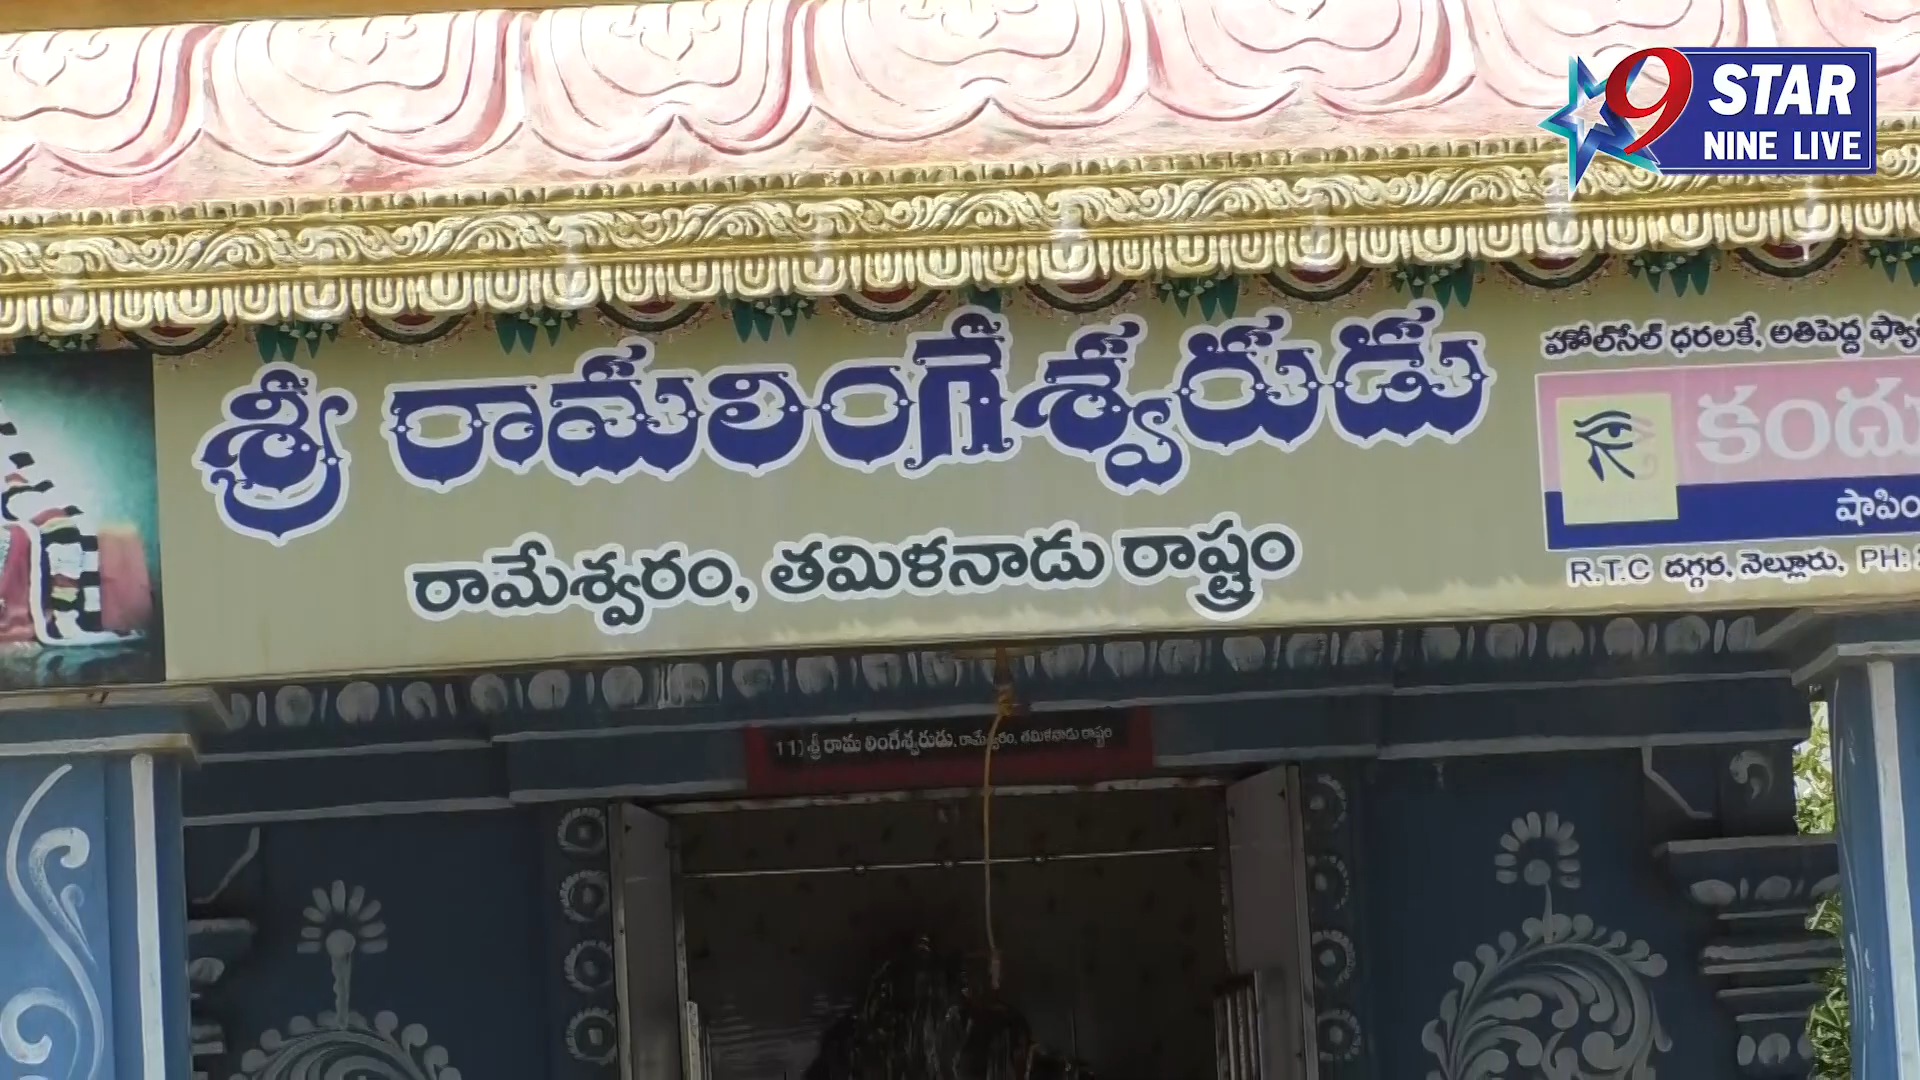 9 STAR
NINE LIVE
శ్రీ రామలింగేశ్వరుడు
రామేశ్వరం, తమిళనాడు రాష్ట్రం
హోల్‌సేల్ ధరలకే, అతిపెద్ద
R.T.C దగ్గర, నెల్లూరు, PH:
11) శ్రీ రామ లింగేశ్వరుడు, రామేశ్వరం, తమిళనాడు రాష్ట్రం